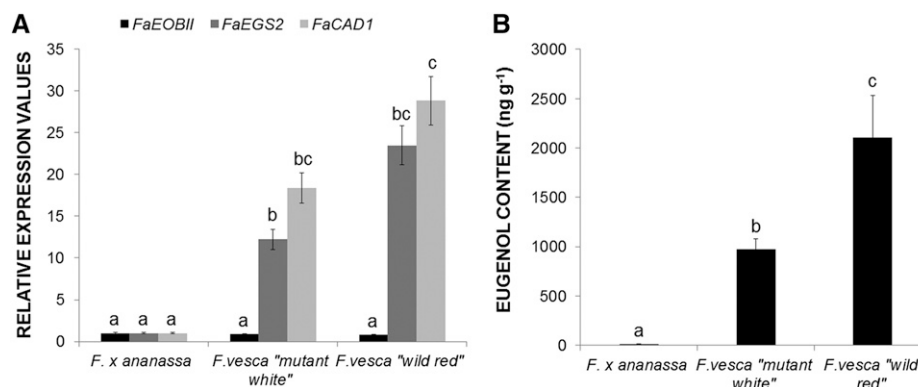 A
FaEOBII FaEGS2 FaCAD1
RELATIVE EXPRESSION VALUES
35
30
25
20
15
10
5
0
a a a
a b bc
a bc c
F. x ananassa F.vesca "mutant white" F.vesca "wild red"
B
EUGENOL CONTENT (ng g-1)
3000
2500
2000
1500
1000
500
0
a
b
c
F. x ananassa F.vesca "mutant white" F.vesca "wild red"